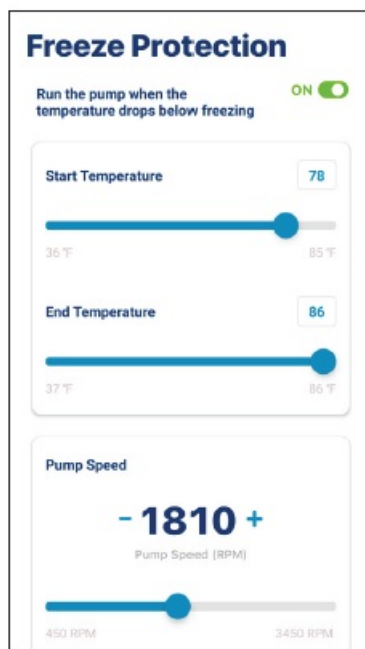 Freeze Protection
Run the pump when the
temperature drops below freezing
ON
Start Temperature
78
36 °F
85 °F
End Temperature
86
37 °F
86 °F
Pump Speed
- 1810 +
Pump Speed (RPM)
450 RPM
3450 RPM